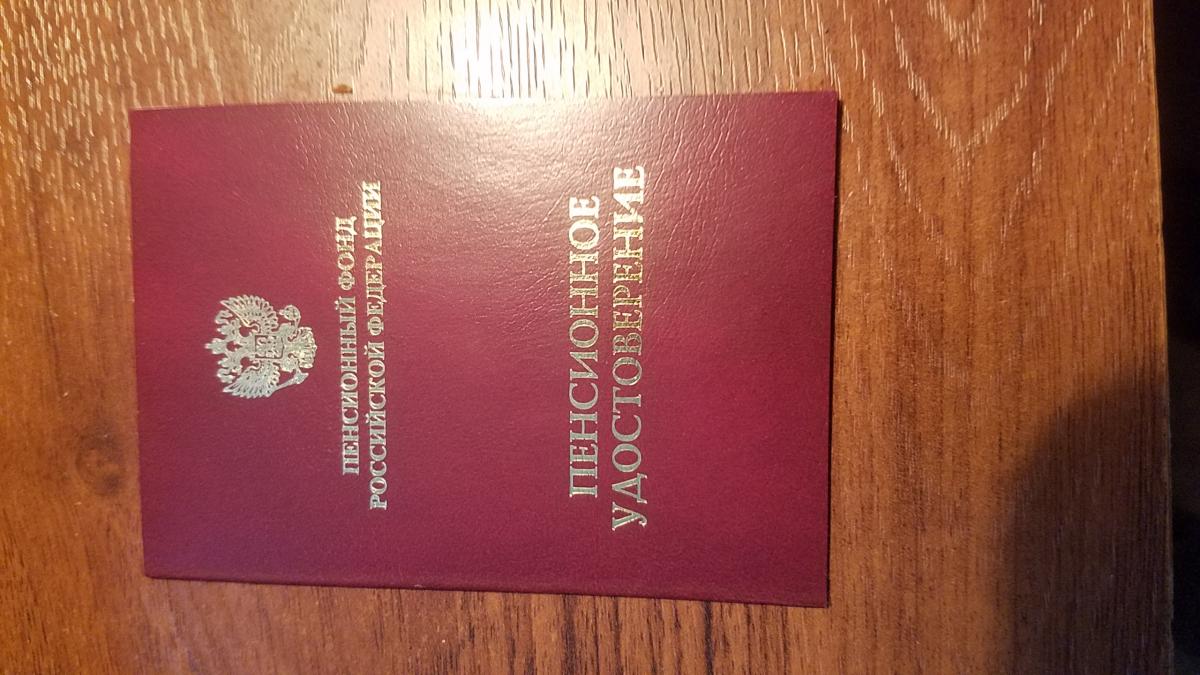 ПЕНСИОННЫЙ ФОНД
РОССИЙСКОЙ ФЕДЕРАЦИИ
ПЕНСИОННОЕ
УДОСТОВЕРЕНИЕ